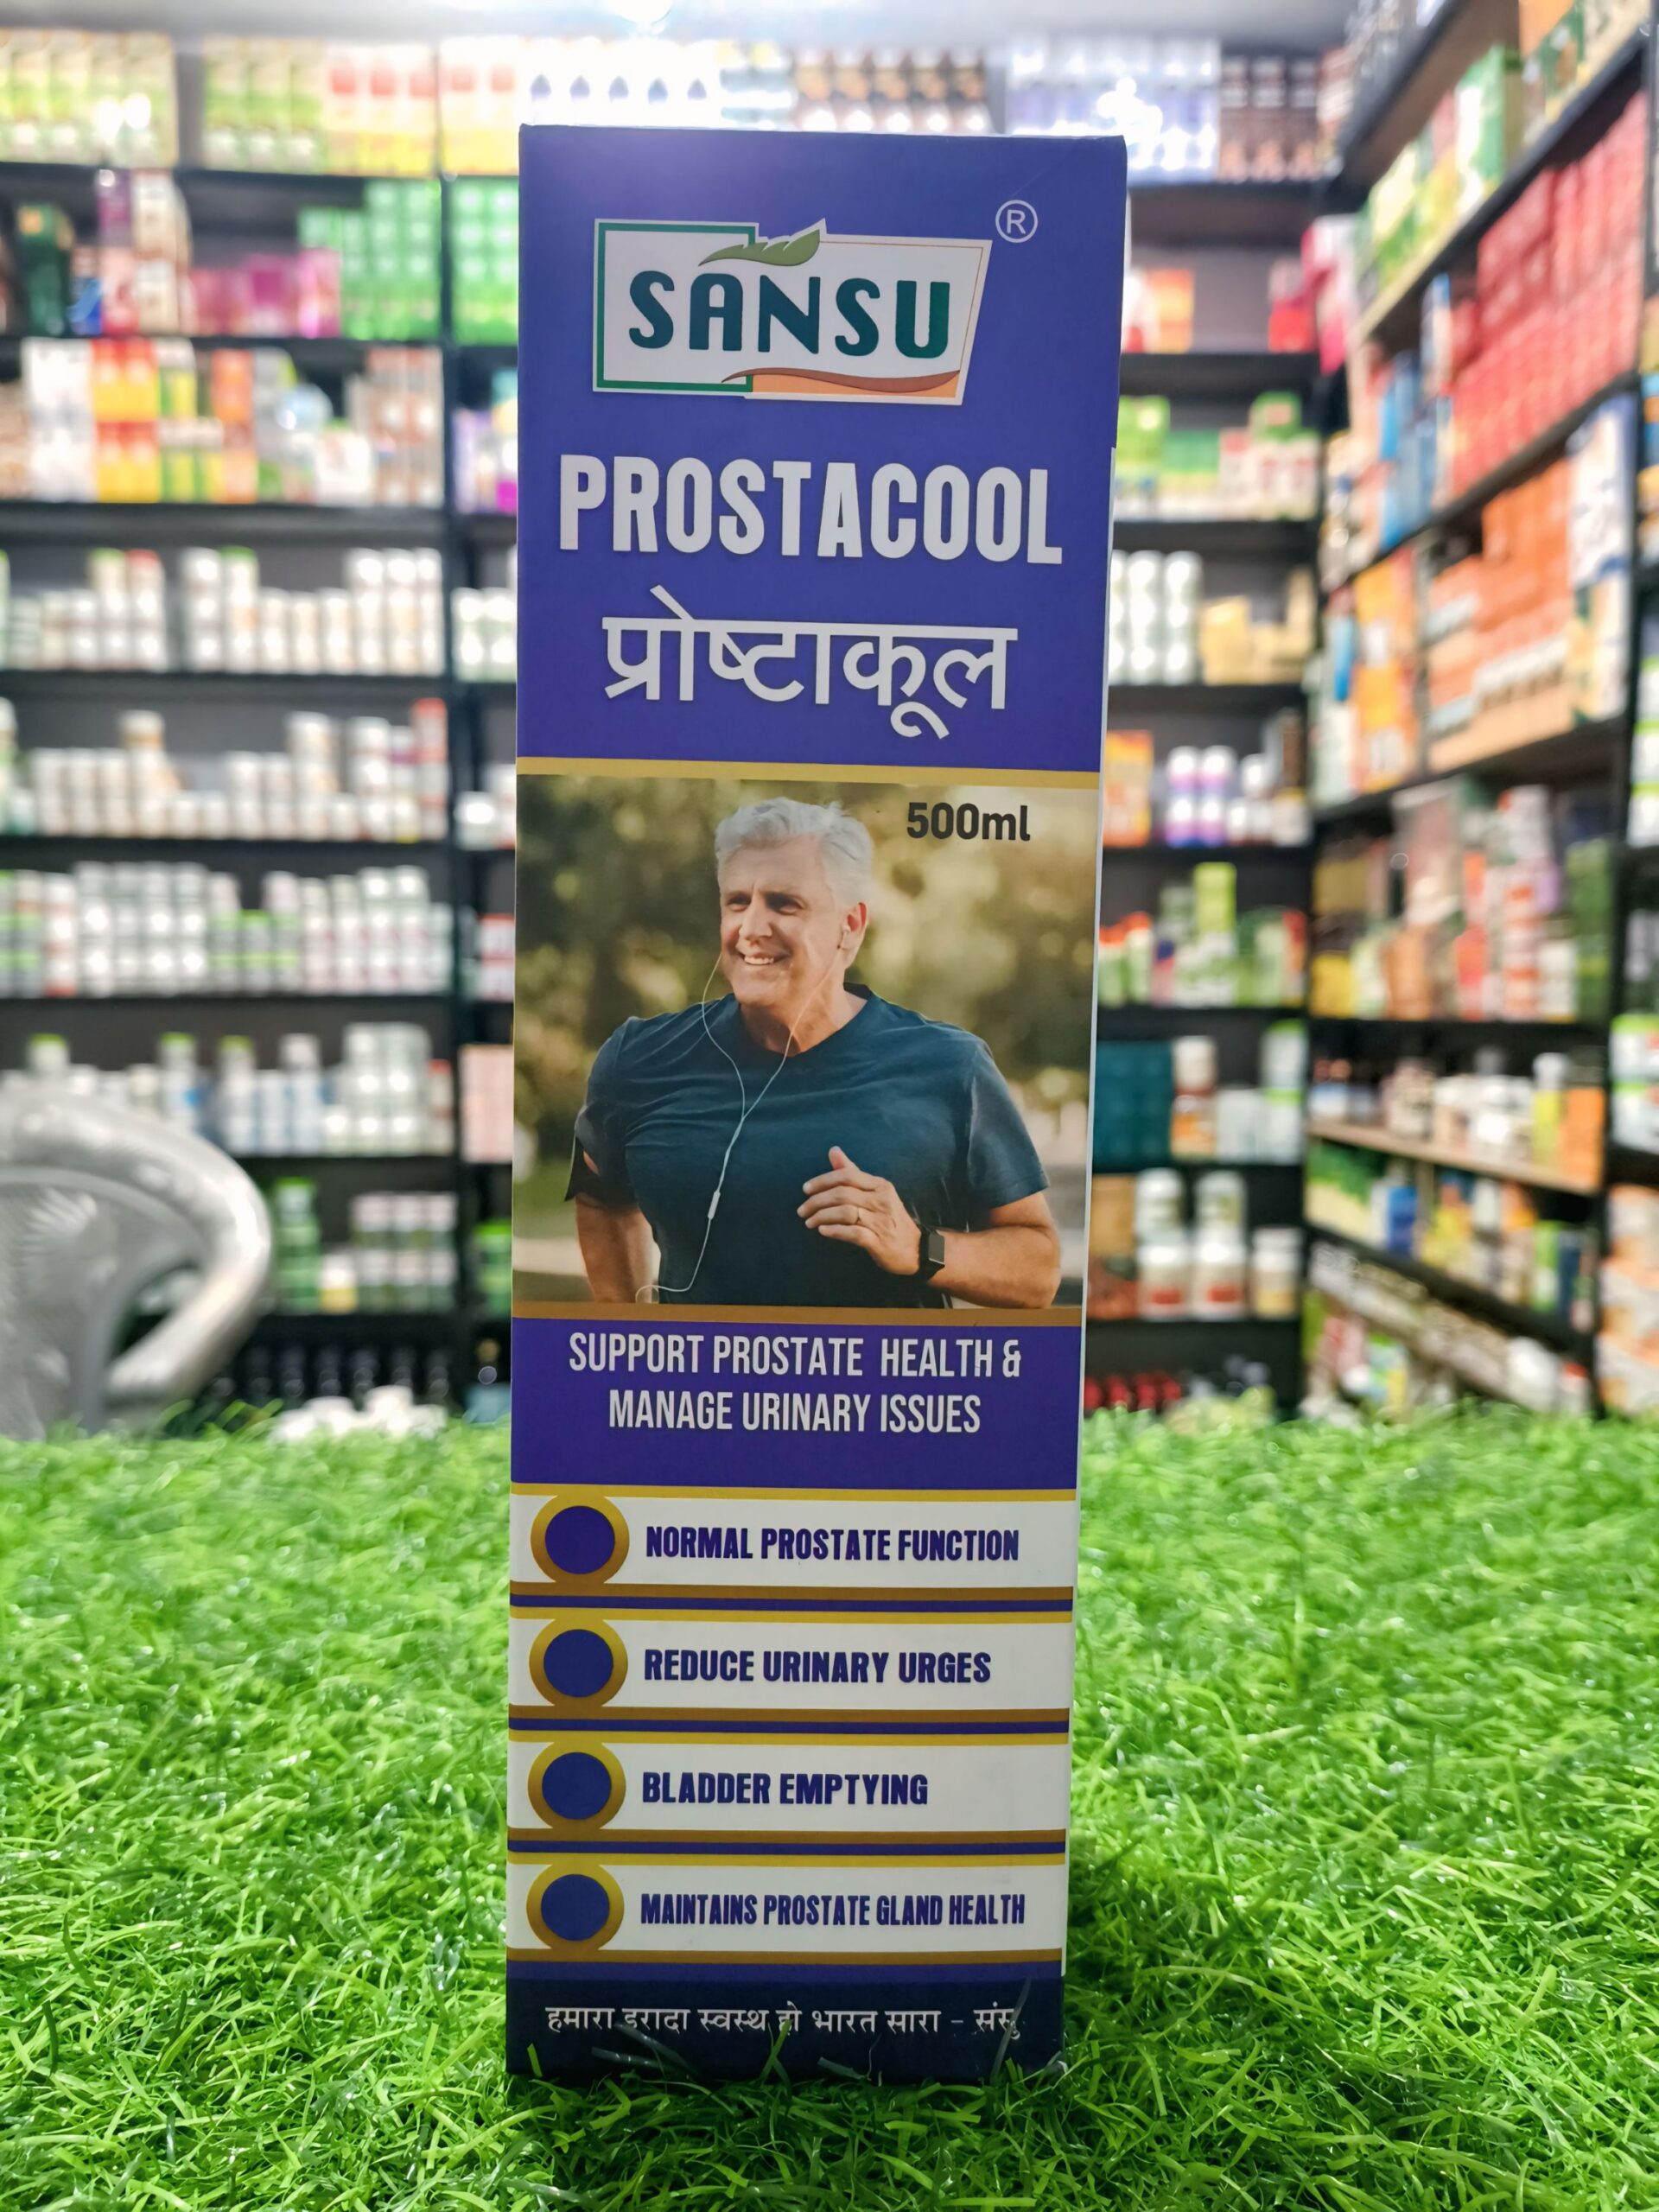 SANSU
®
PROSTACOOL
प्रोष्टाकूल
500ml
SUPPORT PROSTATE HEALTH &
MANAGE URINARY ISSUES
NORMAL PROSTATE FUNCTION
REDUCE URINARY URGES
BLADDER EMPTYING
MAINTAINS PROSTATE GLAND HEALTH
हमारा इरादा स्वस्थ हो भारत सारा - संसु